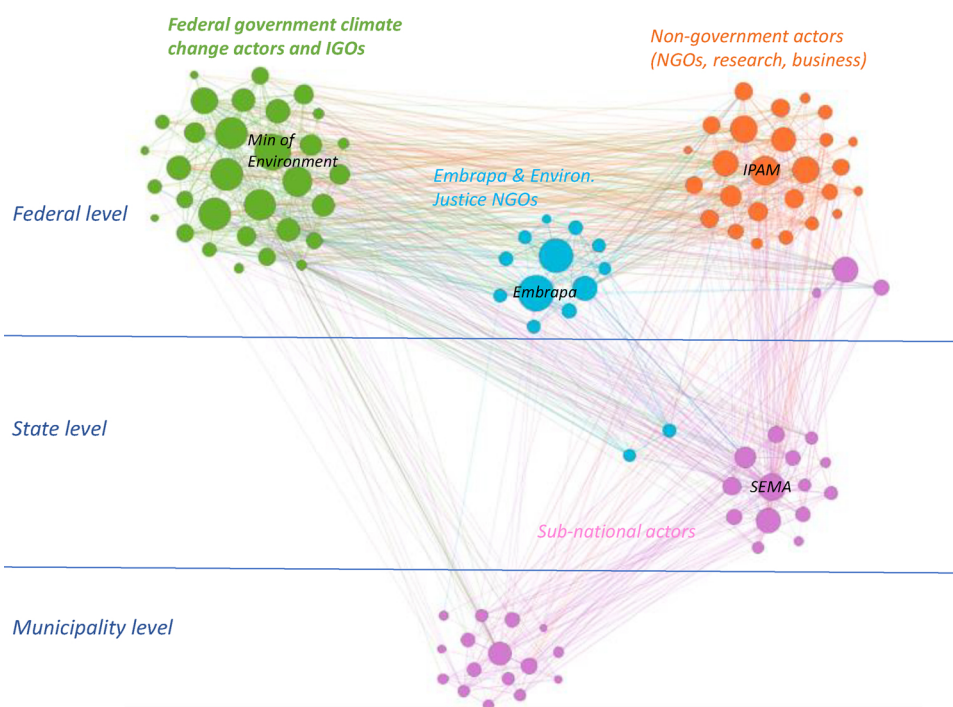 Federal government climate
change actors and IGOs
Non-government actors
(NGOs, research, business)
Min of
Environment
IPAM
Embrapa & Environ.
Justice NGOs
Federal level
Embrapa
State level
SEMA
Sub-national actors
Municipality level